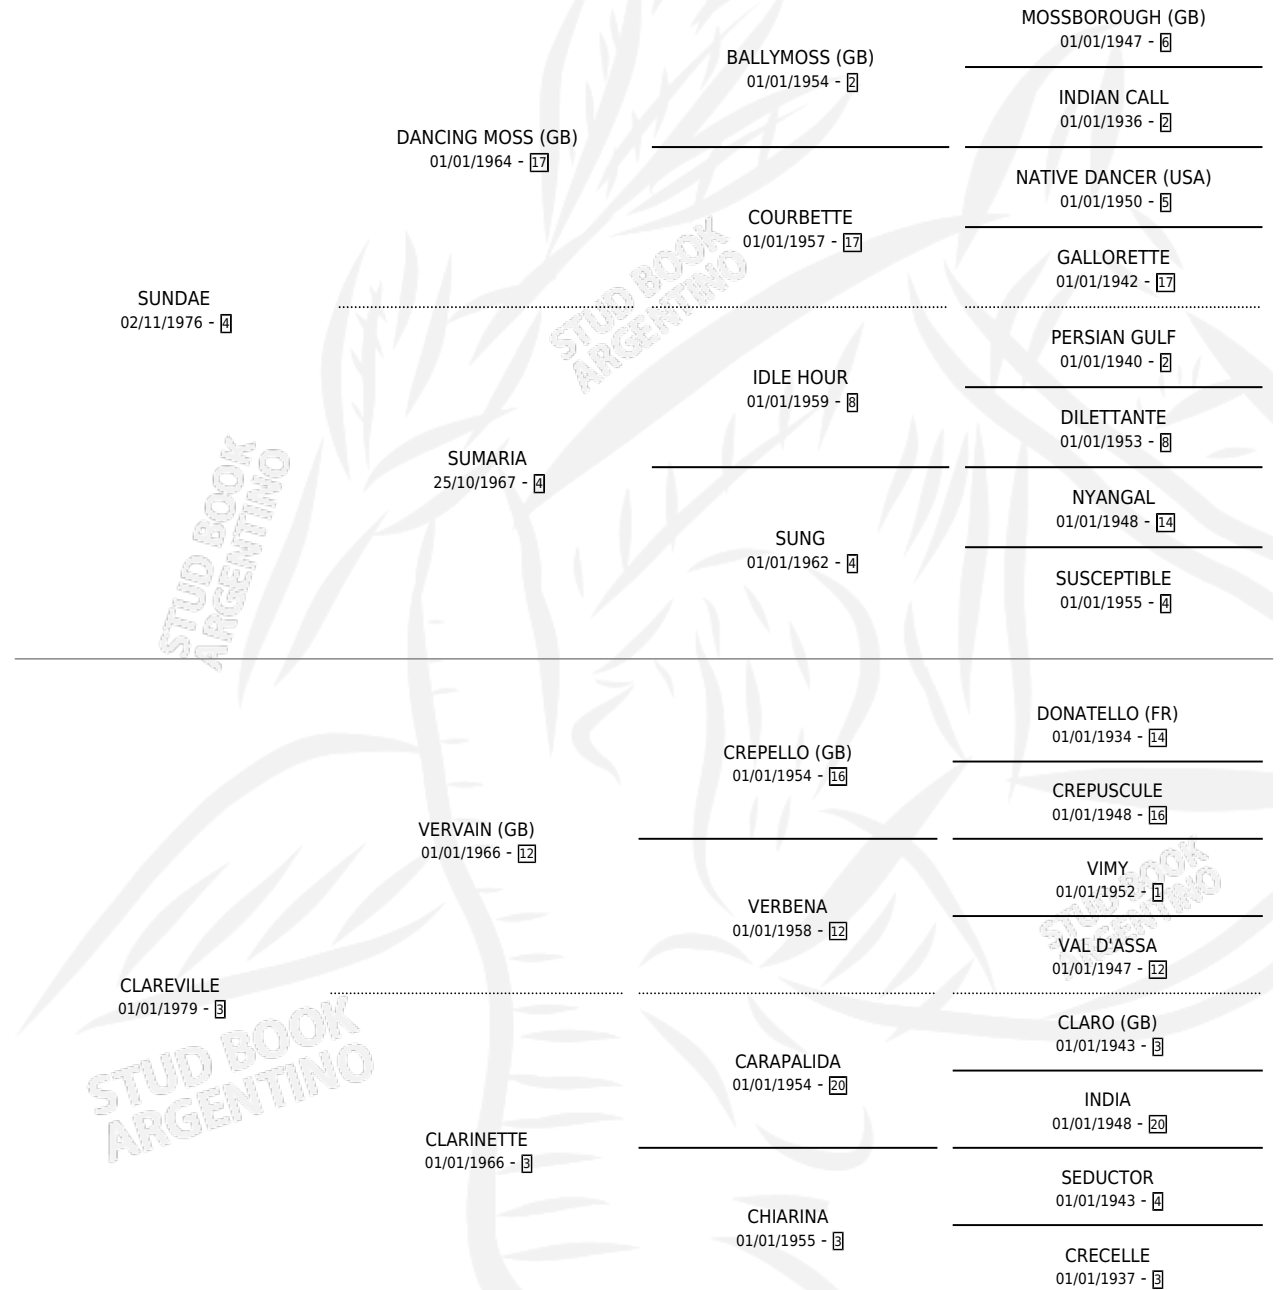 MOSSBOROUGH (GB)
01/01/1947 - 6
BALLYMOSS (GB)
01/01/1954 - 2
INDIAN CALL
01/01/1936 - 2
DANCING MOSS (GB)
01/01/1964 - 17
NATIVE DANCER (USA)
01/01/1950 - 5
COURBETTE
01/01/1957 - 17
GALLORETTE
01/01/1942 - 17
SUNDAE
02/11/1976 - 4
STUD BOOK
ARGENTINO
PERSIAN GULF
01/01/1940 - 2
IDLE HOUR
01/01/1959 - 8
DILETTANTE
01/01/1953 - 8
SUMARIA
25/10/1967 - 4
NYANGAL
01/01/1948 - 14
SUNG
01/01/1962 - 4
SUSCEPTIBLE
01/01/1955 - 4
STUD BOOK
ARGENTINO
DONATELLO (FR)
01/01/1934 - 14
CREPELLO (GB)
01/01/1954 - 16
CREPUSCULE
01/01/1948 - 16
VERVAIN (GB)
01/01/1966 - 12
VIMY
01/01/1952 - 1
VERBENA
01/01/1958 - 12
VAL D'ASSA
01/01/1947 - 12
STUD BOOK
ARGENTINO
CLAREVILLE
01/01/1979 - 3
CLARO (GB)
01/01/1943 - 3
CARAPALIDA
01/01/1954 - 20
INDIA
01/01/1948 - 20
STUD BOOK
ARGENTINO
CLARINETTE
01/01/1966 - 3
SEDUCTOR
01/01/1943 - 4
CHIARINA
01/01/1955 - 3
CRECELLE
01/01/1937 - 3